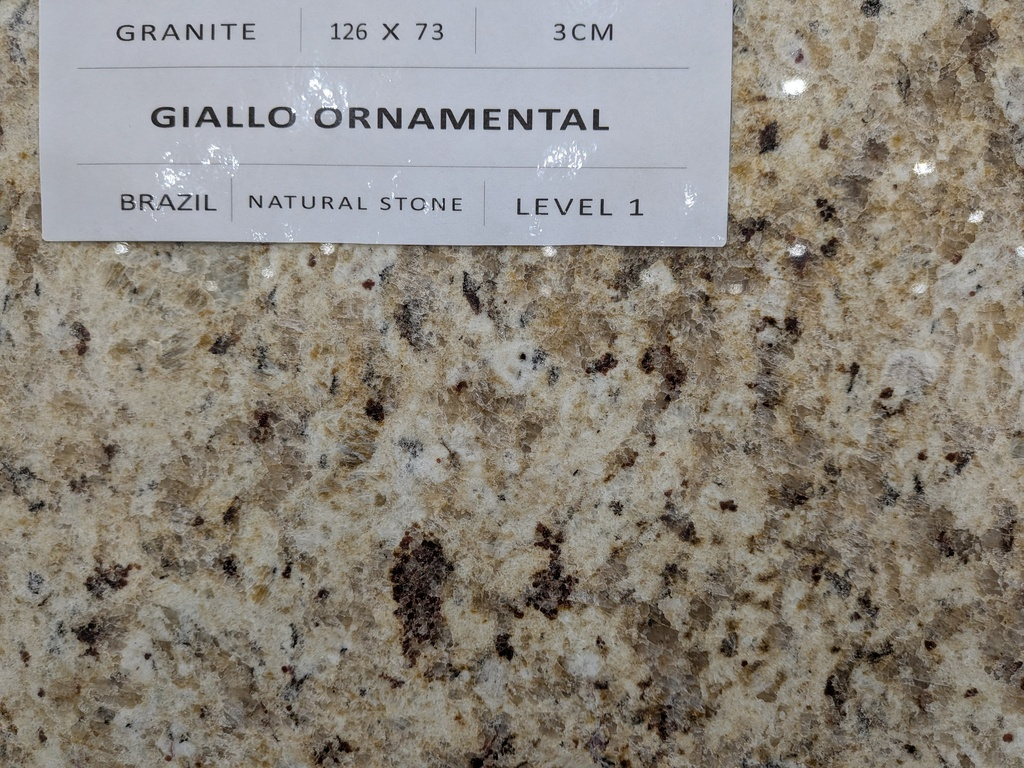 GRANITE 126 X 73 3CM
GIALLO ORNAMENTAL
BRAZIL NATURAL STONE LEVEL 1